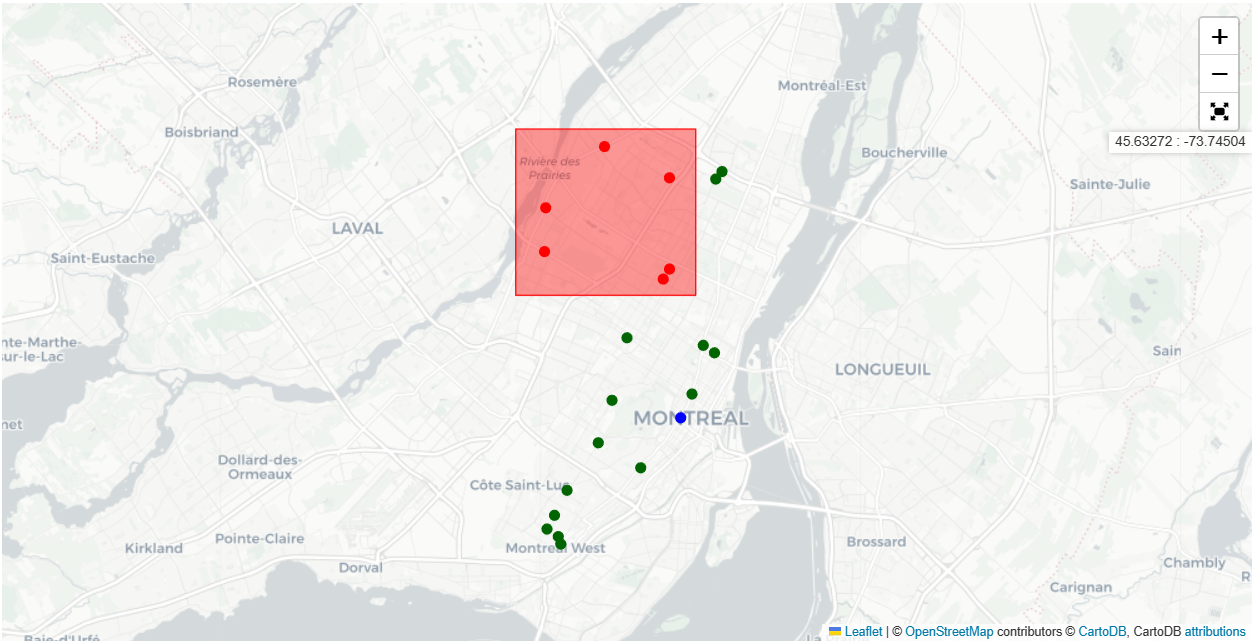 +
−
45.63272 : -73.74504
Rosemère
Montréal-Est
Boisbriand
Boucherville
Rivière des
Prairies
Sainte-Julie
LAVAL
Saint-Eustache
nte-Marthe-
sur-le-Lac
Sain
LONGUEUIL
MONTREAL
net
Dollard-des-
Ormeaux
Côte Saint-Luc
Pointe-Claire
Kirkland
Montreal West
Brossard
Dorval
Chambly
R
Carignan
Baie-d'Urfé
La
Leaflet | © OpenStreetMap contributors © CartoDB, CartoDB attributions